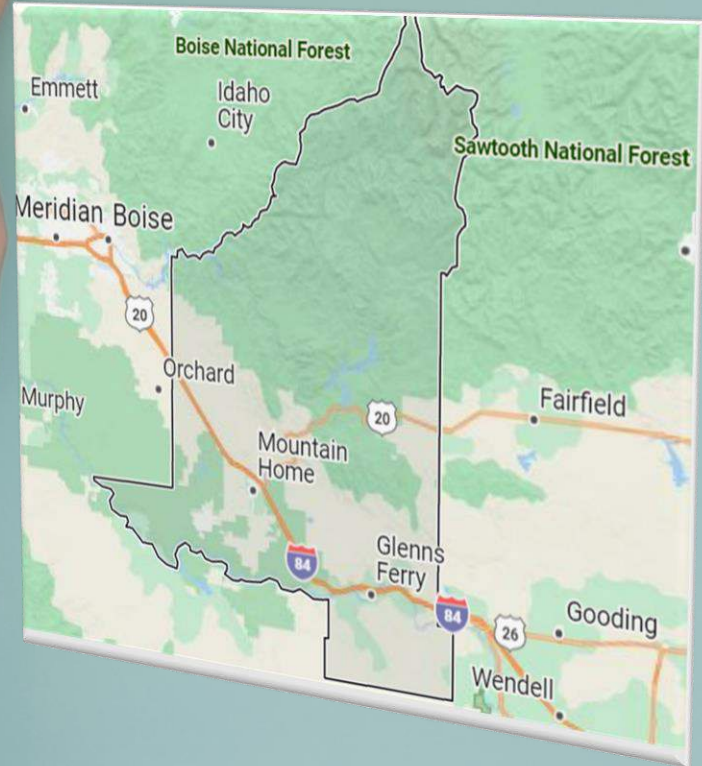 Boise National Forest
Emmett
Idaho
City
Sawtooth National Forest
Meridian Boise
20
Orchard
Murphy
20
Fairfield
Mountain
Home
Glenns
Ferry
84
84
26
Gooding
Wendell